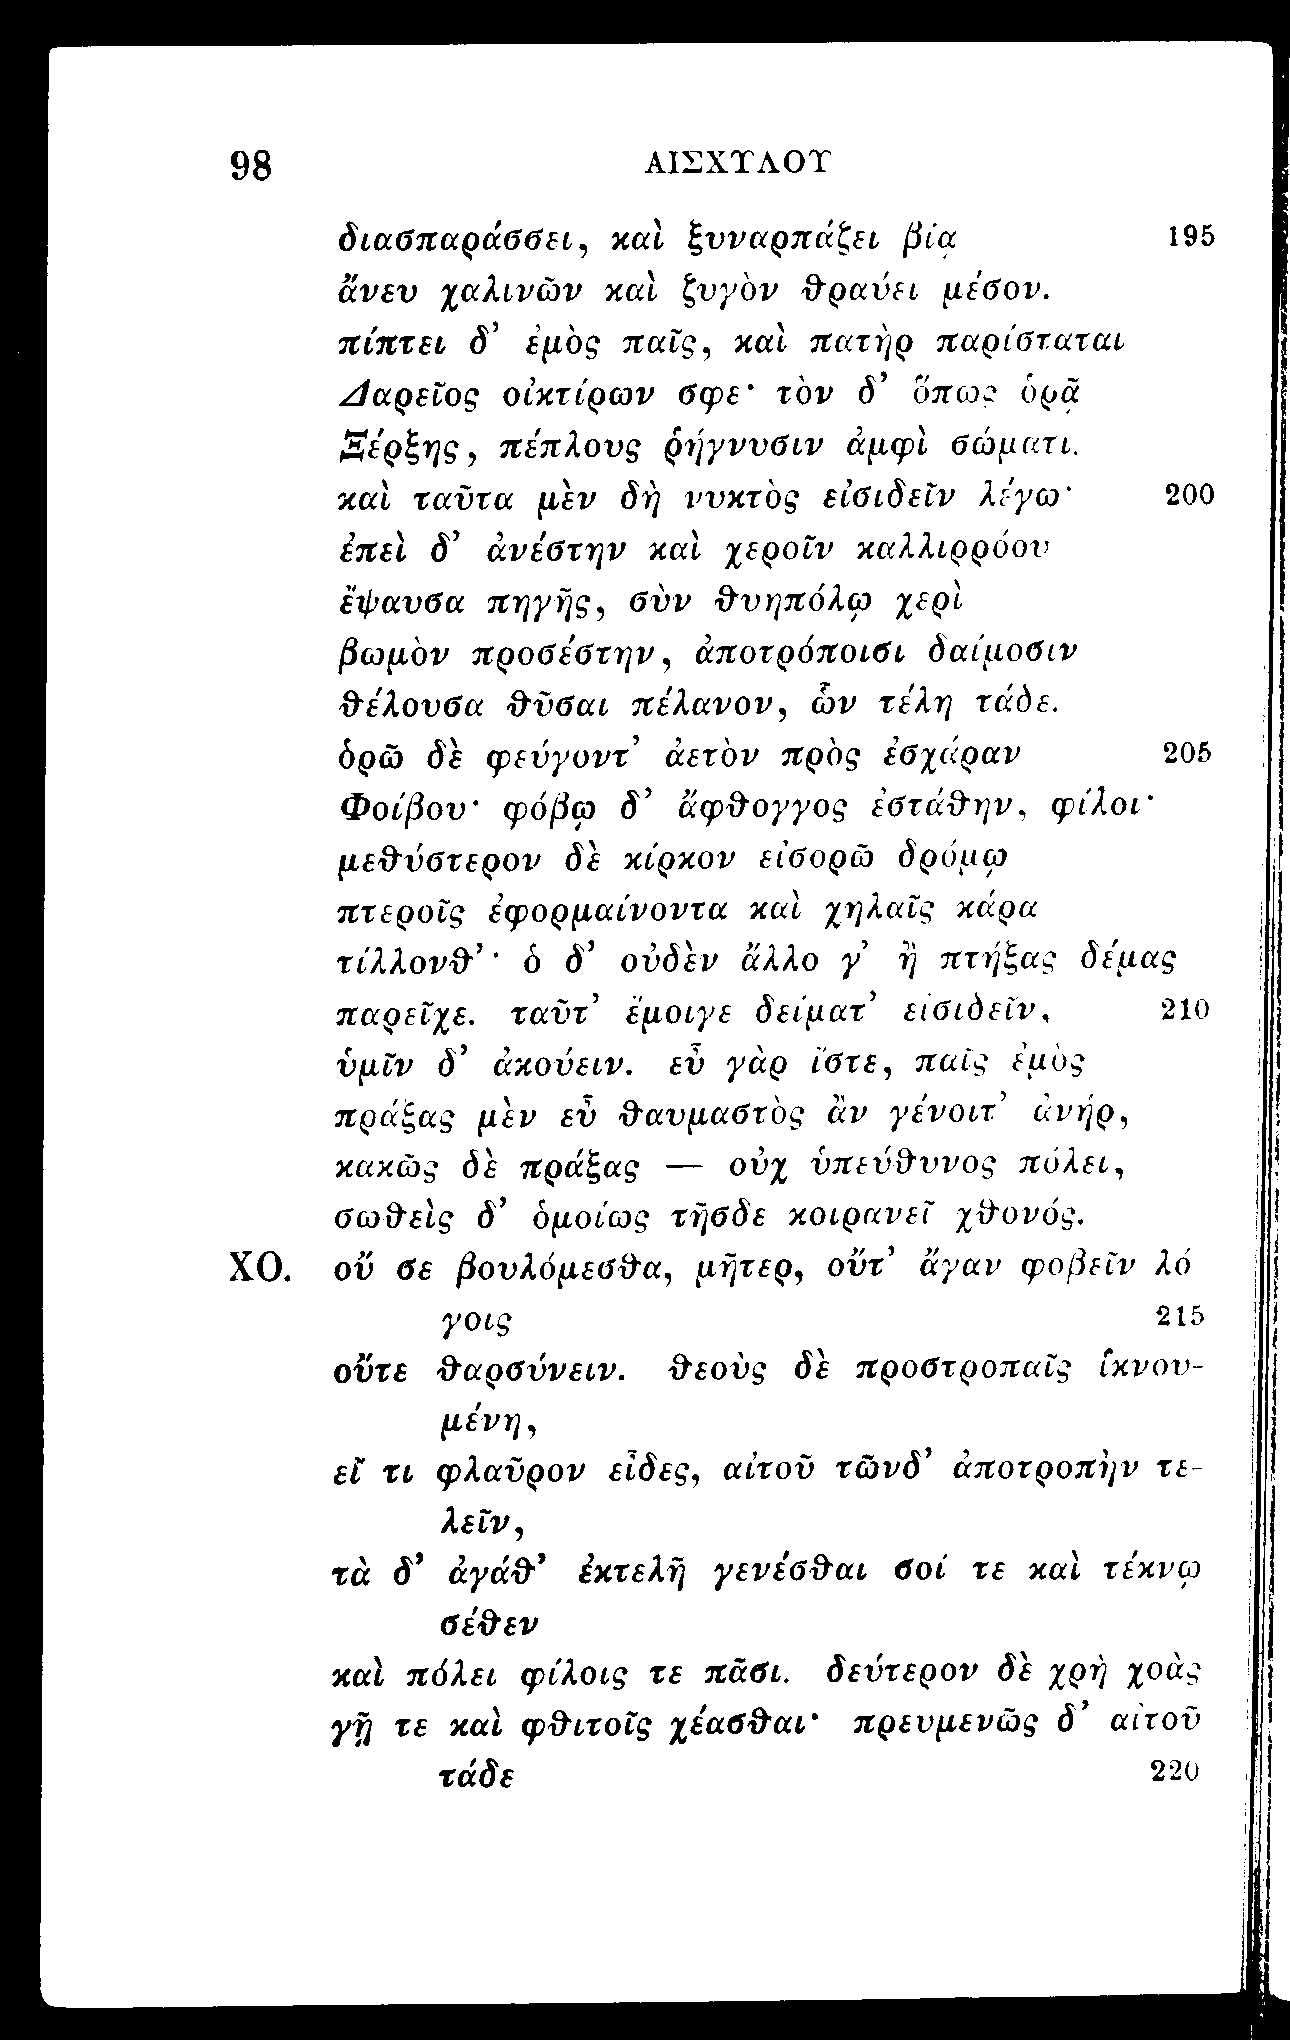 98 ΑΙΣΧΥΛΟΥ
διασπαράσσει, καὶ ξυναρπάζει βίᾳ 195
ἄνευ χαλινῶν καὶ ζυγὸν θραύει μέσον.
πίπτει δ’ ἐμὸς παῖς, καὶ πατὴρ παρίσταται
Δαρεῖος οἰκτίρων σφε· τὸν δ’ ὅπως ὁρᾷ
Ξέρξης, πέπλους ῥήγνυσιν ἀμφὶ σώματι.
καὶ ταῦτα μὲν δὴ νυκτὸς εἰσιδεῖν λέγω· 200
ἐπεὶ δ’ ἀνέστην καὶ χεροῖν καλλιρρόου
ἔψαυσα πηγῆς, σὺν θυηπόλῳ χερὶ
βωμὸν προσέστην, ἀποτρόποισι δαίμοσιν
θέλουσα θῦσαι πέλανον, ὧν τέλη τάδε.
ὁρῶ δὲ φεύγοντ’ ἀετὸν πρὸς ἐσχάραν 205
Φοίβου· φόβῳ δ’ ἄφθογγος ἐστάθην, φίλοι·
μεθύστερον δὲ κίρκον εἰσορῶ δρόμῳ
πτεροῖς ἐφορμαίνοντα καὶ χηλαῖς κάρα
τίλλονθ’· ὁ δ’ οὐδὲν ἄλλο γ’ ἢ πτήξας δέμας
παρεῖχε. ταῦτ’ ἔμοιγε δείματ’ εἰσιδεῖν, 210
ὑμῖν δ’ ἀκούειν. εὖ γὰρ ἴστε, παῖς ἐμὸς
πράξας μὲν εὖ θαυμαστὸς ἂν γένοιτ’ ἀνήρ,
κακῶς δὲ πράξας — οὐχ ὑπεύθυνος πόλει,
σωθεὶς δ’ ὁμοίως τῆσδε κοιρανεῖ χθονός.
ΧΟ. οὔ σε βουλόμεσθα, μῆτερ, οὔτ’ ἄγαν φοβεῖν λό
γοις 215
οὔτε θαρσύνειν. θεοὺς δὲ προστροπαῖς ἱκνου-
μένη,
εἴ τι φλαῦρον εἶδες, αἰτοῦ τῶνδ’ ἀποτροπὴν τε-
λεῖν,
τὰ δ’ ἀγάθ’ ἐκτελῆ γενέσθαι σοί τε καὶ τέκνῳ
σέθεν
καὶ πόλει φίλοις τε πᾶσι. δεύτερον δὲ χρὴ χοὰς
γῇ τε καὶ φθιτοῖς χέασθαι· πρευμενῶς δ’ αἰτοῦ
τάδε 220